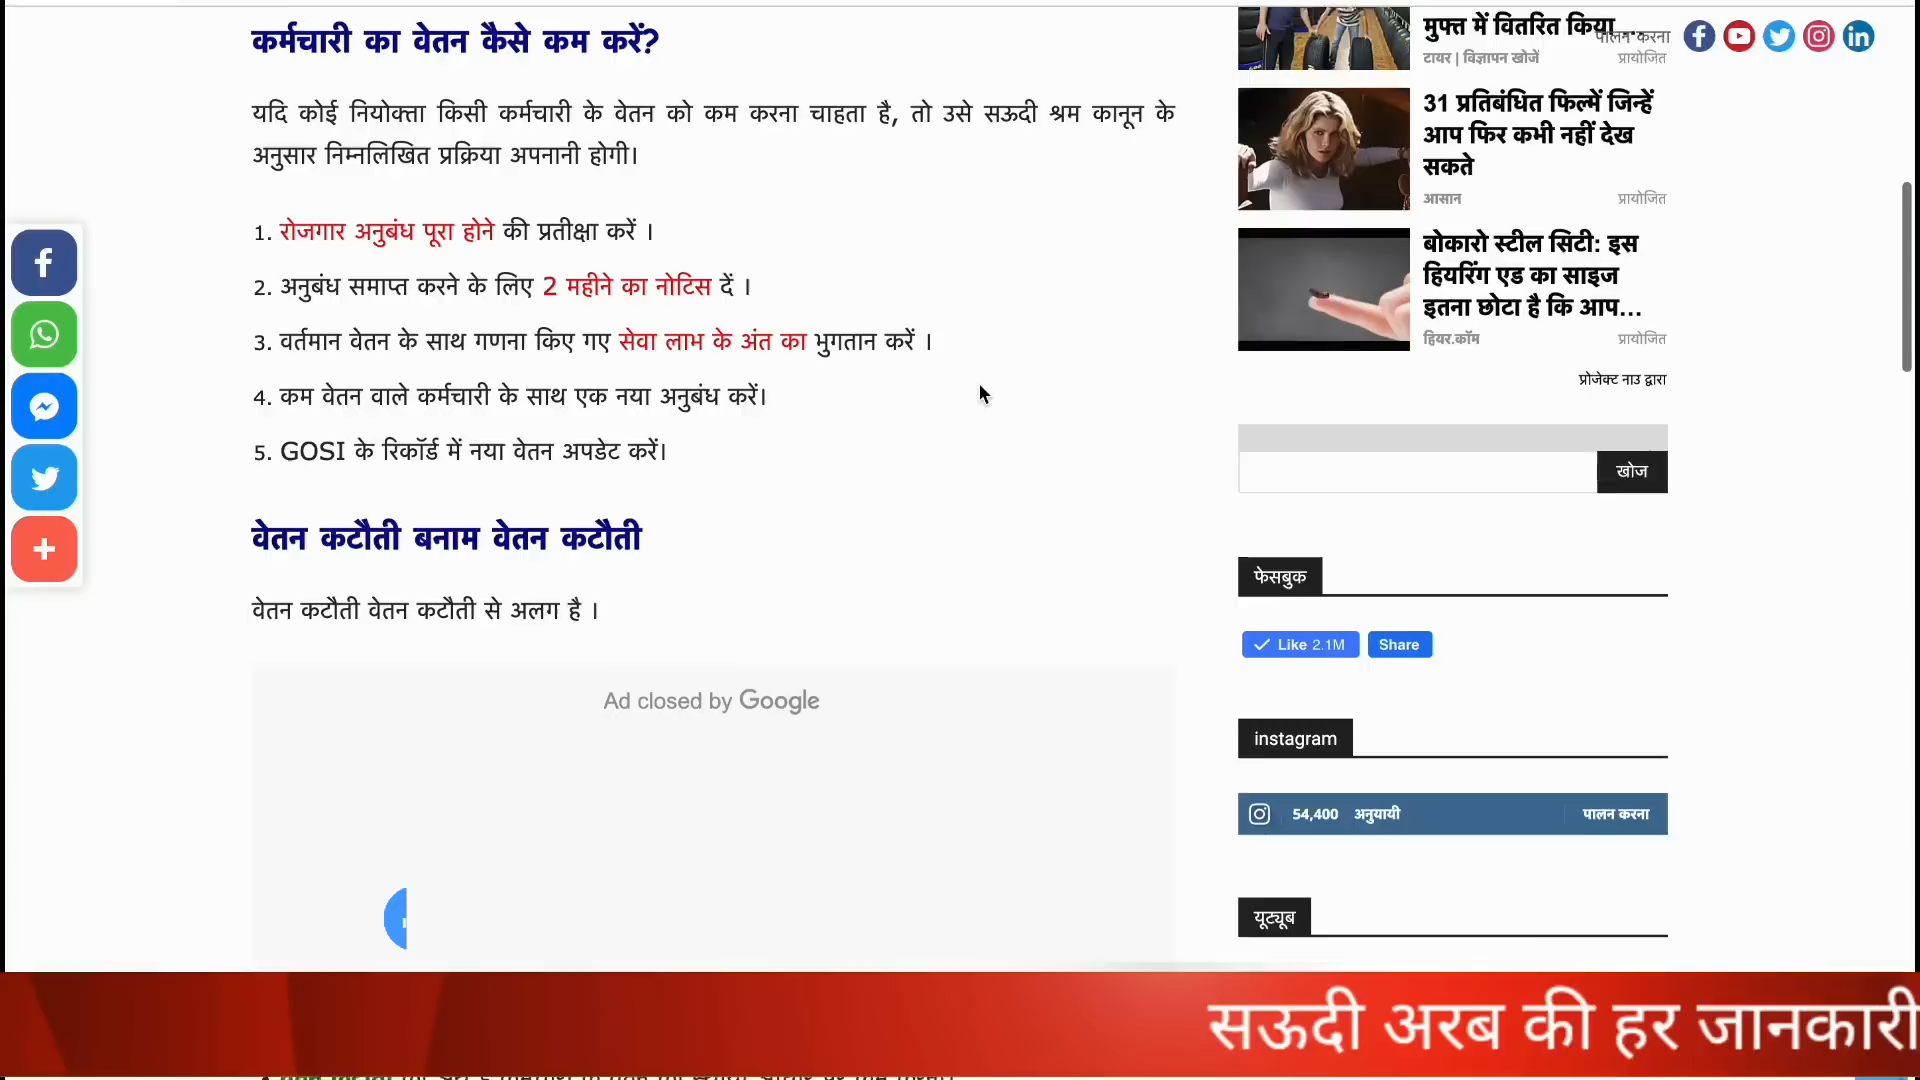 कर्मचारी का वेतन कैसे कम करें?
यदि कोई नियोक्ता किसी कर्मचारी के वेतन को कम करना चाहता है, तो उसे सऊदी श्रम कानून के
अनुसार निम्नलिखित प्रक्रिया अपनानी होगी।
1. रोजगार अनुबंध पूरा होने की प्रतीक्षा करें ।
2. अनुबंध समाप्त करने के लिए 2 महीने का नोटिस दें ।
3. वर्तमान वेतन के साथ गणना किए गए सेवा लाभ के अंत का भुगतान करें ।
4. कम वेतन वाले कर्मचारी के साथ एक नया अनुबंध करें।
5. GOSI के रिकॉर्ड में नया वेतन अपडेट करें।
वेतन कटौती बनाम वेतन कटौती
वेतन कटौती वेतन कटौती से अलग है ।
Ad closed by Google
मुफ्त में वितरित किया ...
पालन करना
टायर | विज्ञापन खोजें
प्रायोजित
31 प्रतिबंधित फिल्में जिन्हें
आप फिर कभी नहीं देख
सकते
आसान
प्रायोजित
बोकारो स्टील सिटी: इस
हियरिंग एड का साइज
इतना छोटा है कि आप...
हियर.कॉम
प्रायोजित
प्रोजेक्ट नाउ द्वारा
खोज
फेसबुक
Like 2.1M
Share
instagram
54,400 अनुयायी
पालन करना
यूट्यूब
सऊदी अरब की हर जानकारी